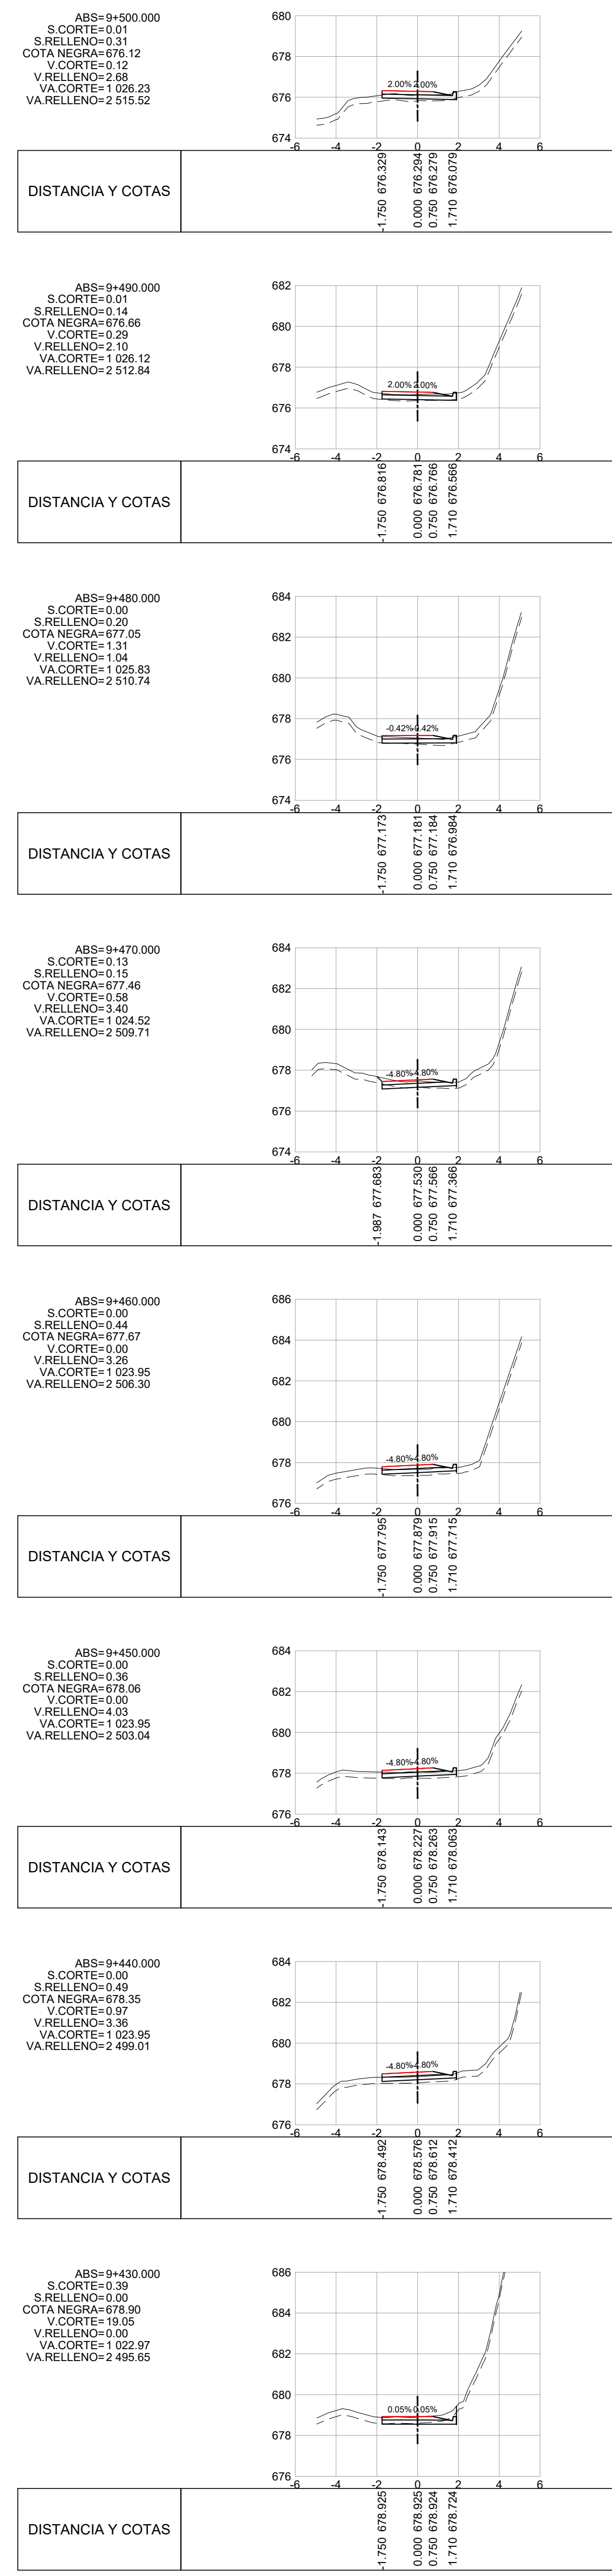 ABS=9+500.000
S.CORTE=0.01
S.RELLENO=0.31
COTA NEGRA=676.12
V.CORTE=0.12
V.RELLENO=2.68
VA.CORTE=1 026.23
VA.RELLENO=2 515.52
680
678
676
674
2.00% 2.00%
-6 -4 -2 0 2 4 6
DISTANCIA Y COTAS
-1.750 676.329
0.000 676.294
0.750 676.279
1.710 676.079
ABS=9+490.000
S.CORTE=0.01
S.RELLENO=0.14
COTA NEGRA=676.66
V.CORTE=0.29
V.RELLENO=2.10
VA.CORTE=1 026.12
VA.RELLENO=2 512.84
682
680
678
676
674
2.00% 2.00%
-6 -4 -2 0 2 4 6
DISTANCIA Y COTAS
-1.750 676.816
0.000 676.781
0.750 676.766
1.710 676.566
ABS=9+480.000
S.CORTE=0.00
S.RELLENO=0.20
COTA NEGRA=677.05
V.CORTE=1.31
V.RELLENO=1.04
VA.CORTE=1 025.83
VA.RELLENO=2 510.74
684
682
680
678
676
674
-0.42% -0.42%
-6 -4 -2 0 2 4 6
DISTANCIA Y COTAS
-1.750 677.173
0.000 677.181
0.750 677.184
1.710 676.984
ABS=9+470.000
S.CORTE=0.13
S.RELLENO=0.15
COTA NEGRA=677.46
V.CORTE=0.58
V.RELLENO=3.40
VA.CORTE=1 024.52
VA.RELLENO=2 509.71
684
682
680
678
676
674
-4.80% -4.80%
-6 -4 -2 0 2 4 6
DISTANCIA Y COTAS
-1.987 677.683
0.000 677.530
0.750 677.566
1.710 677.366
ABS=9+460.000
S.CORTE=0.00
S.RELLENO=0.44
COTA NEGRA=677.67
V.CORTE=0.00
V.RELLENO=3.26
VA.CORTE=1 023.95
VA.RELLENO=2 506.30
686
684
682
680
678
676
-4.80% -4.80%
-6 -4 -2 0 2 4 6
DISTANCIA Y COTAS
-1.750 677.795
0.000 677.879
0.750 677.915
1.710 677.715
ABS=9+450.000
S.CORTE=0.00
S.RELLENO=0.36
COTA NEGRA=678.06
V.CORTE=0.00
V.RELLENO=4.03
VA.CORTE=1 023.95
VA.RELLENO=2 503.04
684
682
680
678
676
-4.80% -4.80%
-6 -4 -2 0 2 4 6
DISTANCIA Y COTAS
-1.750 678.143
0.000 678.227
0.750 678.263
1.710 678.063
ABS=9+440.000
S.CORTE=0.00
S.RELLENO=0.49
COTA NEGRA=678.35
V.CORTE=0.97
V.RELLENO=3.36
VA.CORTE=1 023.95
VA.RELLENO=2 499.01
684
682
680
678
676
-4.80% -4.80%
-6 -4 -2 0 2 4 6
DISTANCIA Y COTAS
-1.750 678.492
0.000 678.576
0.750 678.612
1.710 678.412
ABS=9+430.000
S.CORTE=0.39
S.RELLENO=0.00
COTA NEGRA=678.90
V.CORTE=19.05
V.RELLENO=0.00
VA.CORTE=1 022.97
VA.RELLENO=2 495.65
686
684
682
680
678
676
0.05% 0.05%
-6 -4 -2 0 2 4 6
DISTANCIA Y COTAS
-1.750 678.925
0.000 678.925
0.750 678.924
1.710 678.724